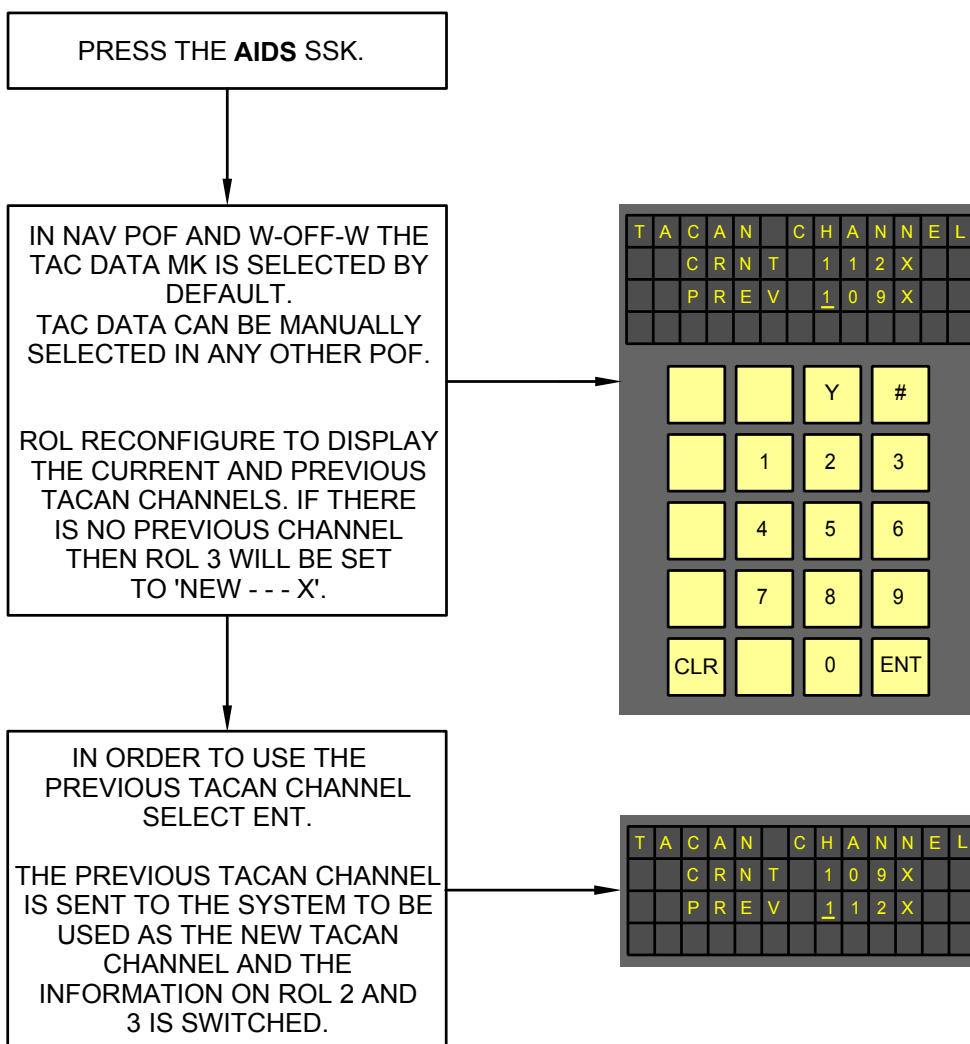 PRESS THE AIDS SSK.
IN NAV POF AND W-OFF-W THE
TAC DATA MK IS SELECTED BY
DEFAULT.
TAC DATA CAN BE MANUALLY
SELECTED IN ANY OTHER POF.
ROL RECONFIGURE TO DISPLAY
THE CURRENT AND PREVIOUS
TACAN CHANNELS. IF THERE
IS NO PREVIOUS CHANNEL
THEN ROL 3 WILL BE SET
TO 'NEW - - - X'.
TACAN CHANNEL
CRNT 112X
PREV 109X
Y #
1 2 3
4 5 6
7 8 9
CLR 0 ENT
IN ORDER TO USE THE
PREVIOUS TACAN CHANNEL
SELECT ENT.
THE PREVIOUS TACAN CHANNEL
IS SENT TO THE SYSTEM TO BE
USED AS THE NEW TACAN
CHANNEL AND THE
INFORMATION ON ROL 2 AND
3 IS SWITCHED.
TACAN CHANNEL
CRNT 109X
PREV 112X